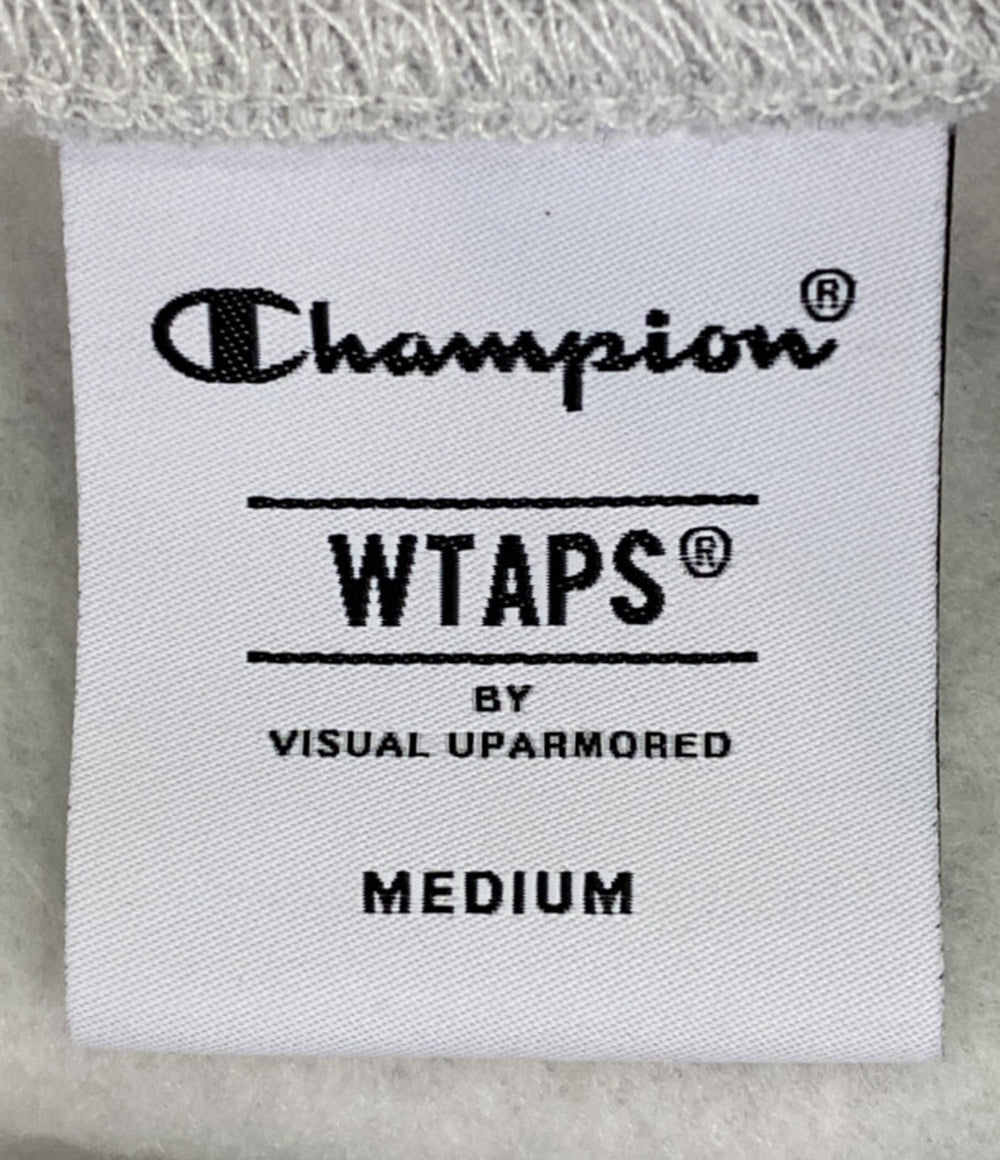 Champion®
WTAPS®
BY
VISUAL UPARMORED
MEDIUM